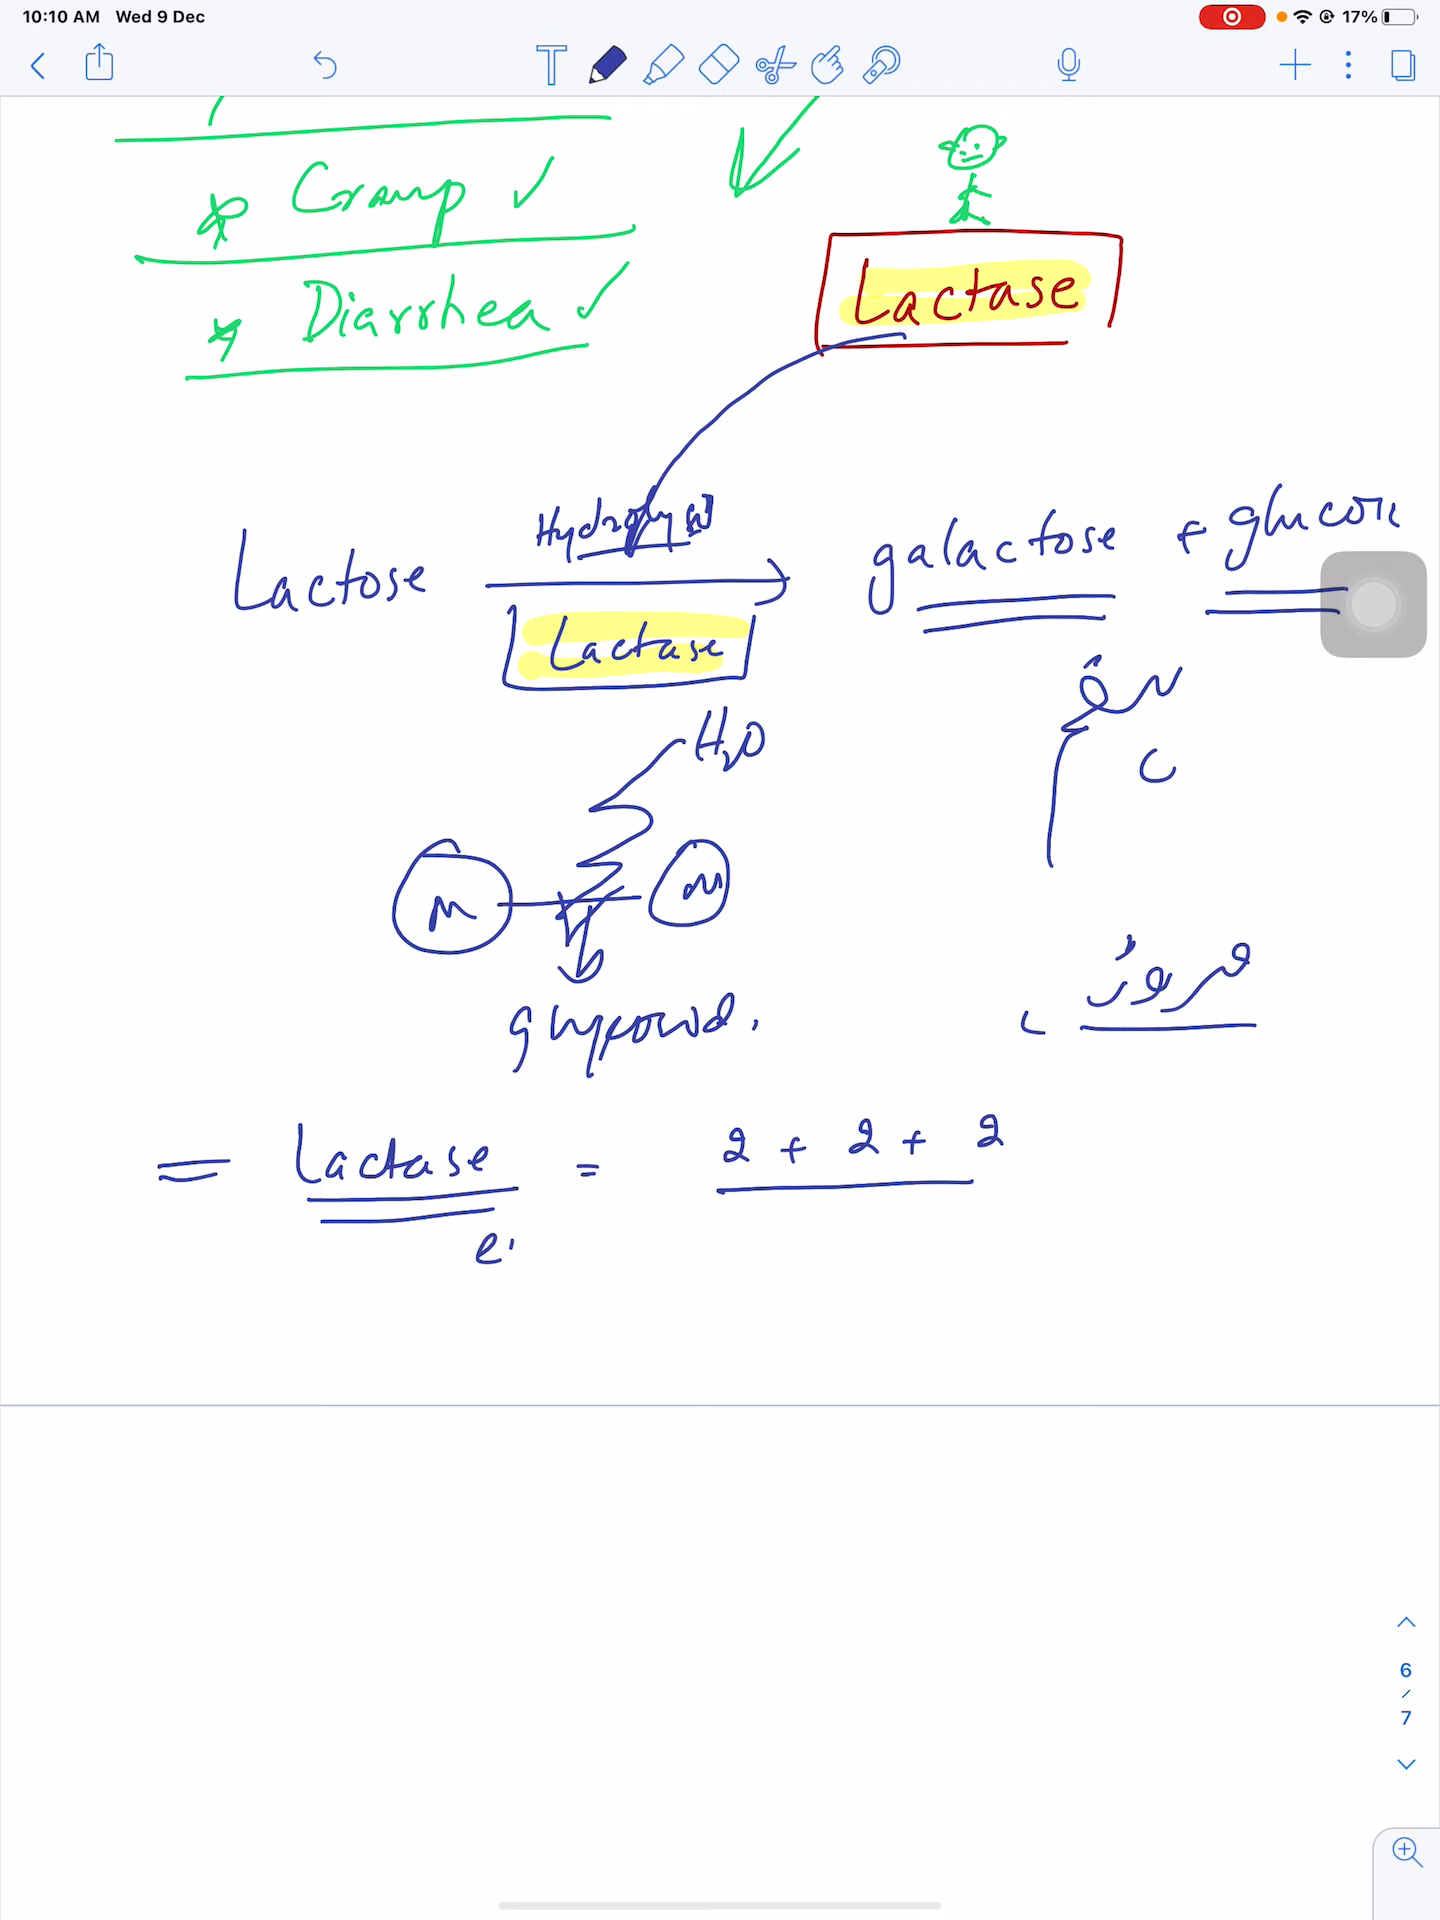 10:10 AM Wed 9 Dec
17%
* Cramp ✓
* Diarrhea ✓
Lactase
Lactose
galactose + glucose
Lactase
H₂O
M
M
= Lactase = 2 + 2 + 2
6
/
7